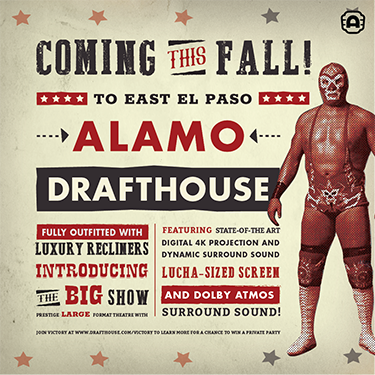 A
COMING THIS FALL!
TO EAST EL PASO
ALAMO
DRAFTHOUSE
FULLY OUTFITTED WITH
LUXURY RECLINERS
INTRODUCING
THE BIG SHOW
PRESTIGE LARGE FORMAT THEATRE WITH
FEATURING STATE-OF-THE ART
DIGITAL 4K PROJECTION AND
DYNAMIC SURROUND SOUND
LUCHA-SIZED SCREEN
AND DOLBY ATMOS
SURROUND SOUND!
JOIN VICTORY AT WWW.DRAFTHOUSE.COM/VICTORY TO LEARN MORE FOR A CHANCE TO WIN A PRIVATE PARTY